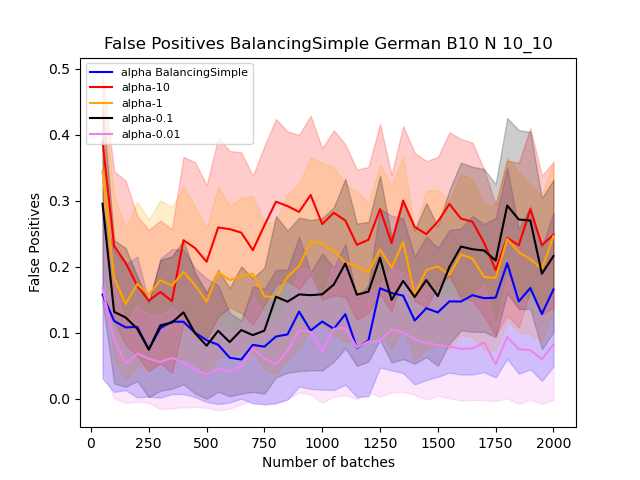 False Positives BalancingSimple German B10 N 10_10
alpha BalancingSimple
alpha-10
alpha-1
alpha-0.1
alpha-0.01
0.5
0.4
0.3
0.2
0.1
0.0
False Positives
0 250 500 750 1000 1250 1500 1750 2000
Number of batches